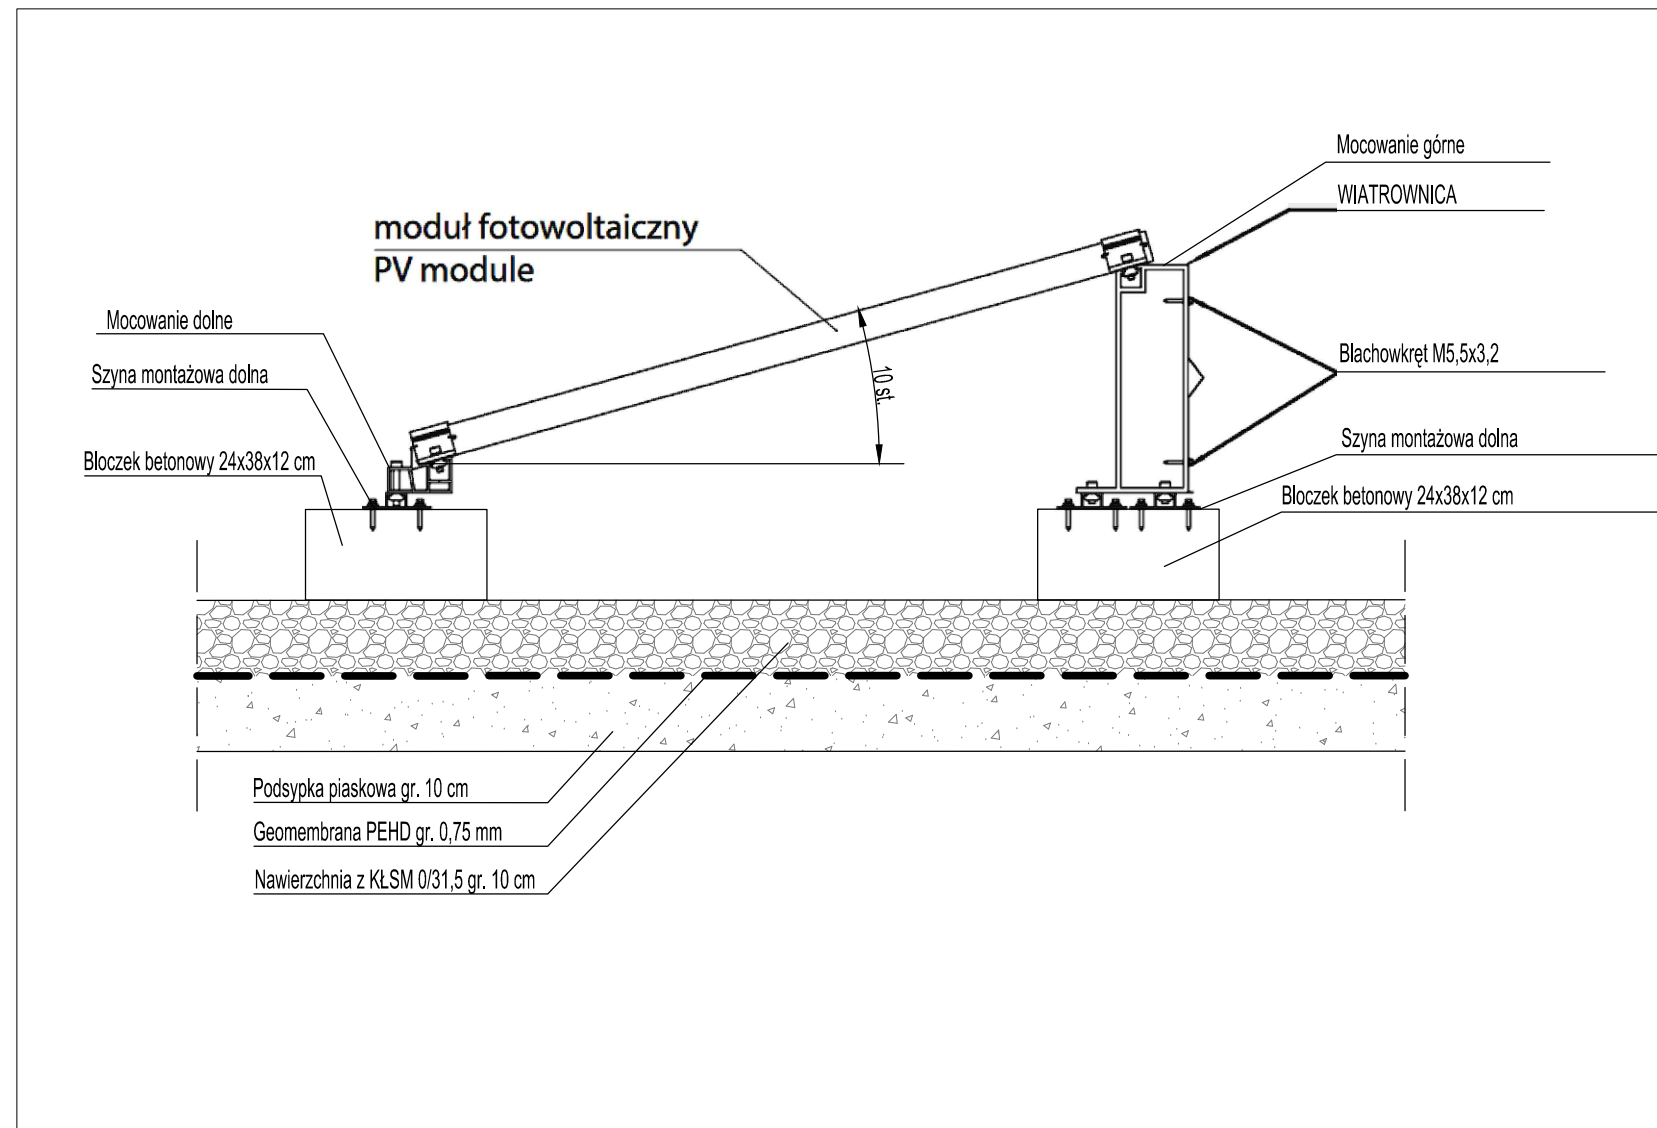 Mocowanie górne
WIATROWNICA
moduł fotowoltaiczny
PV module
Mocowanie dolne
Szyna montażowa dolna
Bloczek betonowy 24x38x12 cm
10 st.
Blachowkręt M5,5x3,2
Szyna montażowa dolna
Bloczek betonowy 24x38x12 cm
Podsypka piaskowa gr. 10 cm
Geomembrana PEHD gr. 0,75 mm
Nawierzchnia z KŁSM 0/31,5 gr. 10 cm